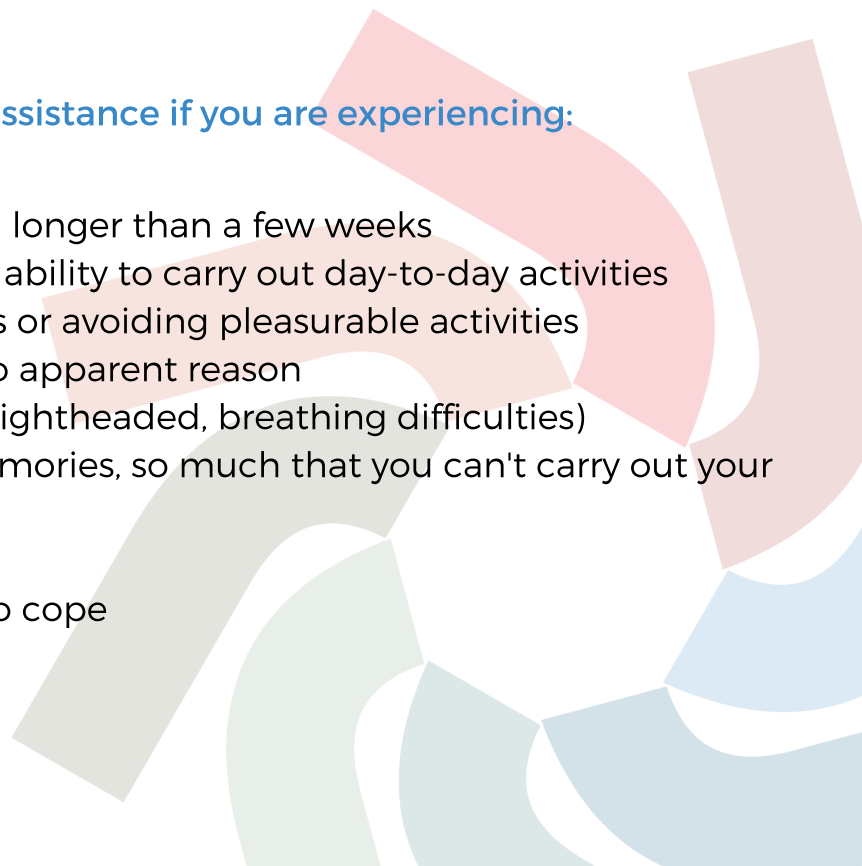 ssistance if you are experiencing:
longer than a few weeks
ability to carry out day-to-day activities
s or avoiding pleasurable activities
o apparent reason
ightheaded, breathing difficulties)
mories, so much that you can't carry out your
o cope